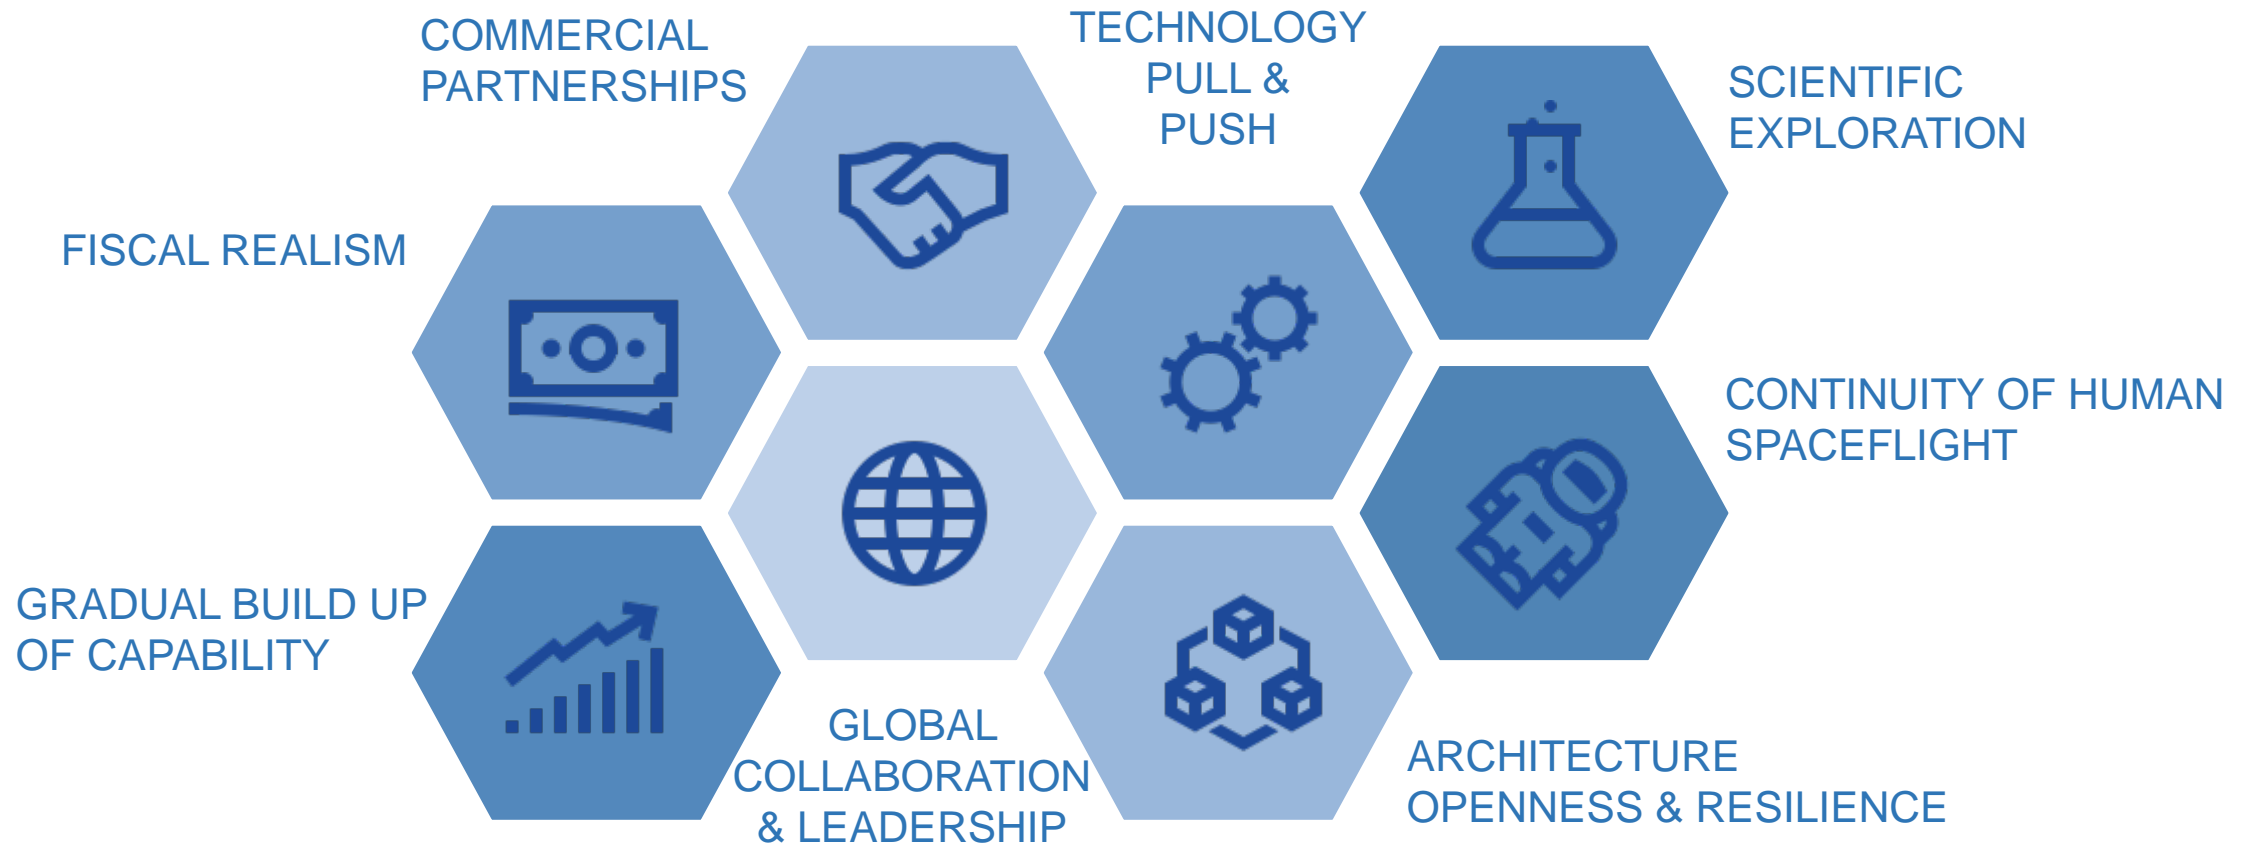 COMMERCIAL
PARTNERSHIPS
TECHNOLOGY
PULL &
PUSH
SCIENTIFIC
EXPLORATION
FISCAL REALISM
CONTINUITY OF HUMAN
SPACEFLIGHT
GRADUAL BUILD UP
OF CAPABILITY
GLOBAL
COLLABORATION
& LEADERSHIP
ARCHITECTURE
OPENNESS & RESILIENCE